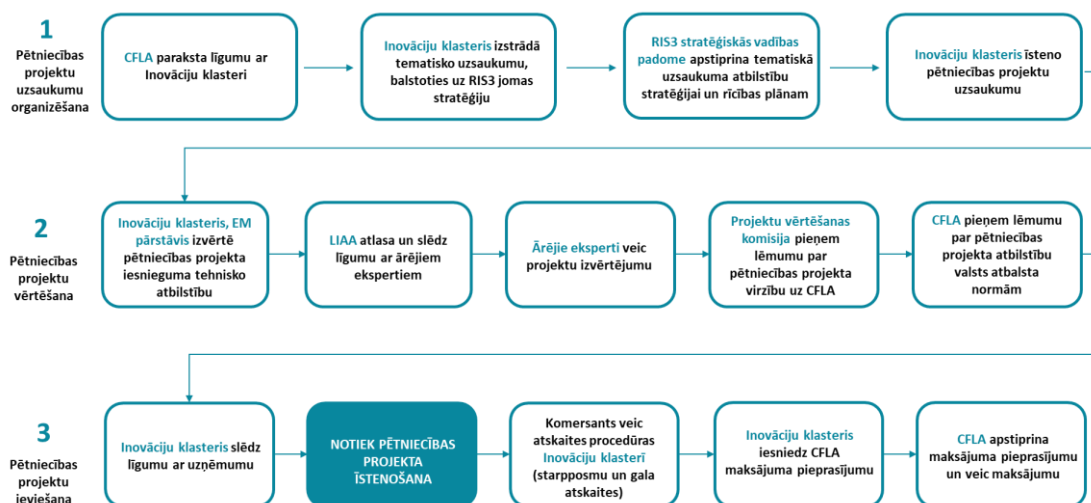 1
Pētniecības
projektu
uzsaukumu
organizēšana
CFLA paraksta līgumu ar
Inovāciju klasteri
Inovāciju klasteris izstrādā
tematisko uzsaukumu,
balstoties uz RIS3 jomas
stratēģiju
RIS3 stratēģiskās vadības
padome apstiprina tematiskā
uzsaukuma atbilstību
stratēģijai un rīcības plānam
Inovāciju klasteris īsteno
pētniecības projektu
uzsaukumu
2
Pētniecības
projektu
vērtēšana
Inovāciju klasteris, EM
pārstāvis izvērtē
pētniecības projekta
iesnieguma tehnisko
atbilstību
LIAA atlasa un slēdz
līgumu ar ārējiem
ekspertiem
Ārējie eksperti veic
projektu izvērtējumu
Projektu vērtēšanas
komisija pieņem
lēmumu par
pētniecības projekta
virzību uz CFLA
CFLA pieņem lēmumu
par pētniecības
projekta atbilstību
valsts atbalsta
normām
3
Pētniecības
projektu
ieviešana
Inovāciju klasteris slēdz
līgumu ar uzņēmumu
NOTIEK PĒTNIECĪBAS
PROJEKTA
ĪSTENOŠANA
Komersants veic
atskaites procedūras
Inovāciju klasterī
(starpposmu un gala
atskaites)
Inovāciju klasteris
iesniedz CFLA
maksājuma pieprasījumu
CFLA apstiprina
maksājuma pieprasījumu
un veic maksājumu